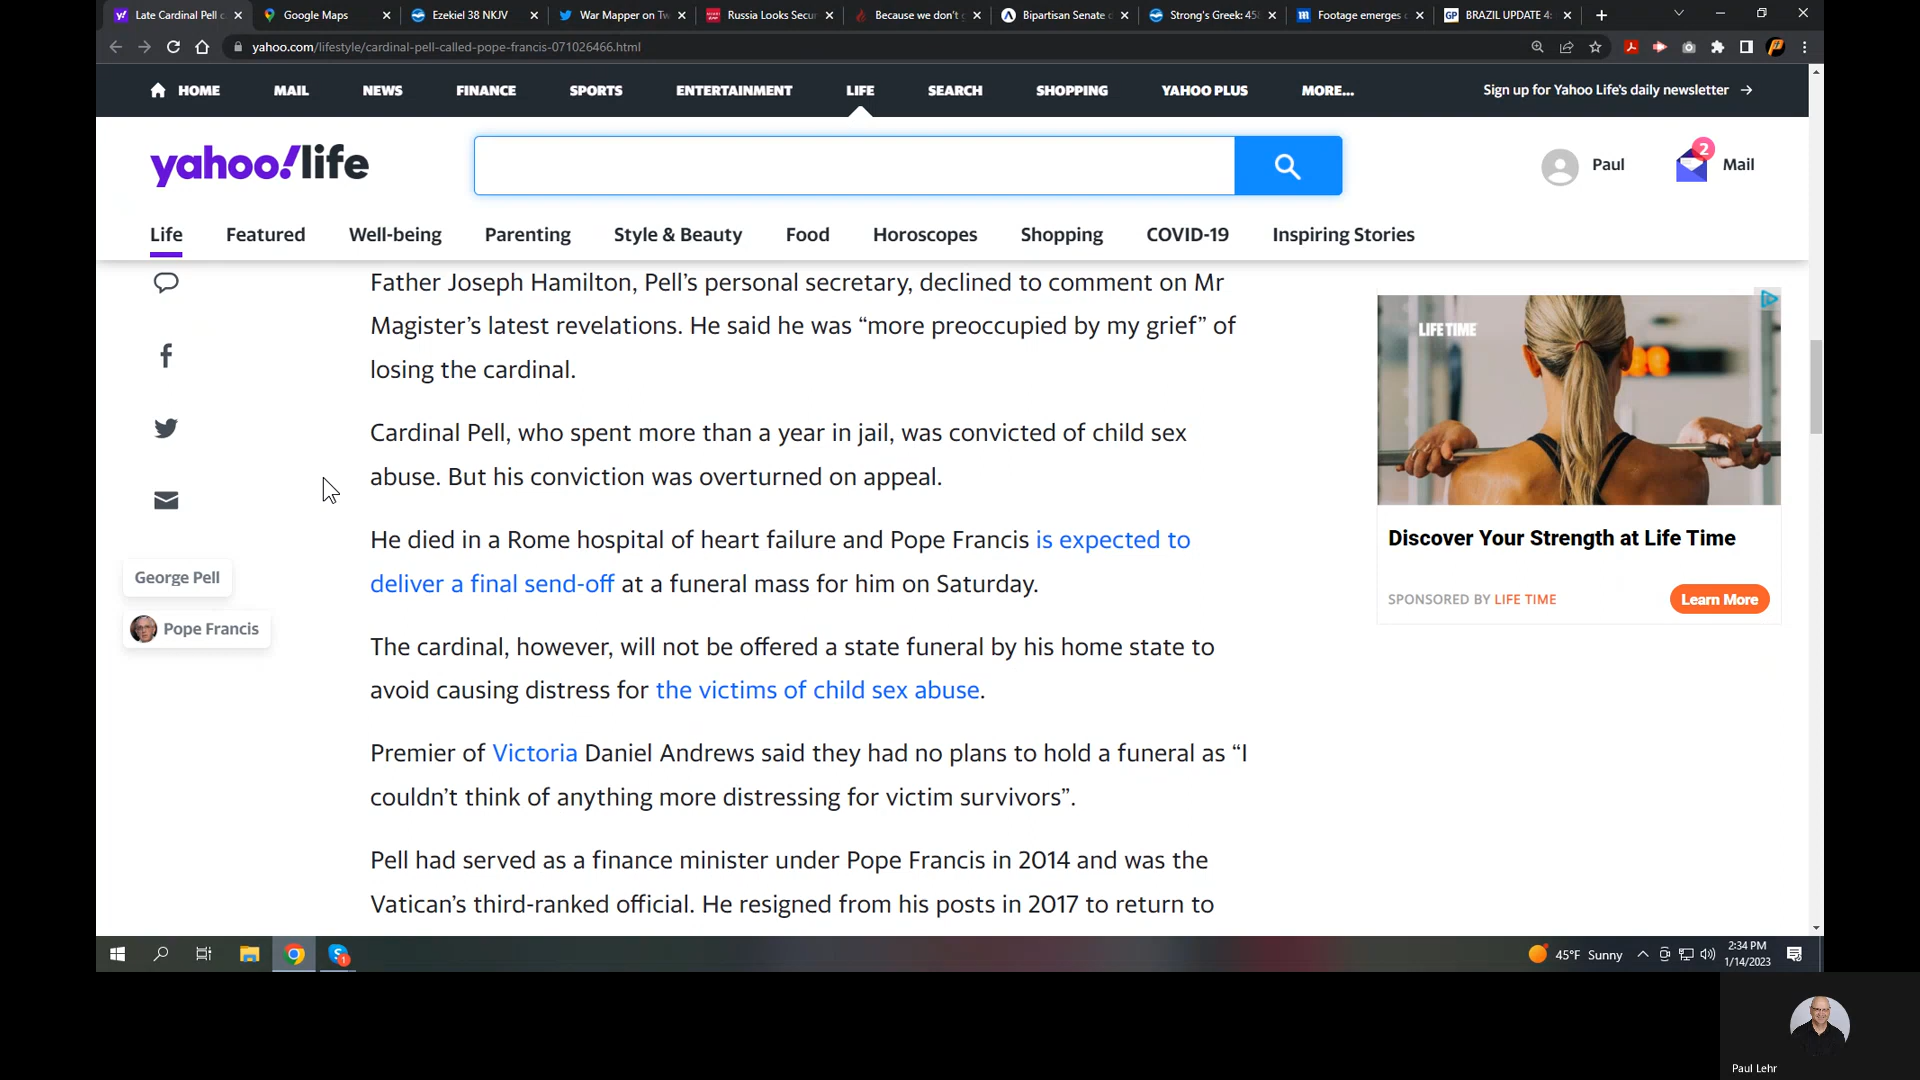 Late Cardinal Pell c
Google Maps
Ezekiel 38 NKJV
War Mapper on Tw
Russia Looks Secur
Because we don't g
Bipartisan Senate
Strong's Greek: 45
Footage emerges
BRAZIL UPDATE 4:
yahoo.com/lifestyle/cardinal-pell-called-pope-francis-071026466.html
HOME
MAIL
NEWS
FINANCE
SPORTS
ENTERTAINMENT
LIFE
SEARCH
SHOPPING
YAHOO PLUS
MORE...
Sign up for Yahoo Life's daily newsletter →
yahoo!life
Paul
2
Mail
Life
Featured
Well-being
Parenting
Style & Beauty
Food
Horoscopes
Shopping
COVID-19
Inspiring Stories
Father Joseph Hamilton, Pell’s personal secretary, declined to comment on Mr
Magister’s latest revelations. He said he was “more preoccupied by my grief” of
losing the cardinal.
Cardinal Pell, who spent more than a year in jail, was convicted of child sex
abuse. But his conviction was overturned on appeal.
He died in a Rome hospital of heart failure and Pope Francis is expected to
deliver a final send-off at a funeral mass for him on Saturday.
The cardinal, however, will not be offered a state funeral by his home state to
avoid causing distress for the victims of child sex abuse.
Premier of Victoria Daniel Andrews said they had no plans to hold a funeral as “I
couldn’t think of anything more distressing for victim survivors”.
Pell had served as a finance minister under Pope Francis in 2014 and was the
Vatican’s third-ranked official. He resigned from his posts in 2017 to return to
George Pell
Pope Francis
LIFE TIME
Discover Your Strength at Life Time
SPONSORED BY LIFE TIME
Learn More
45°F Sunny
2:34 PM
1/14/2023
Paul Lehr